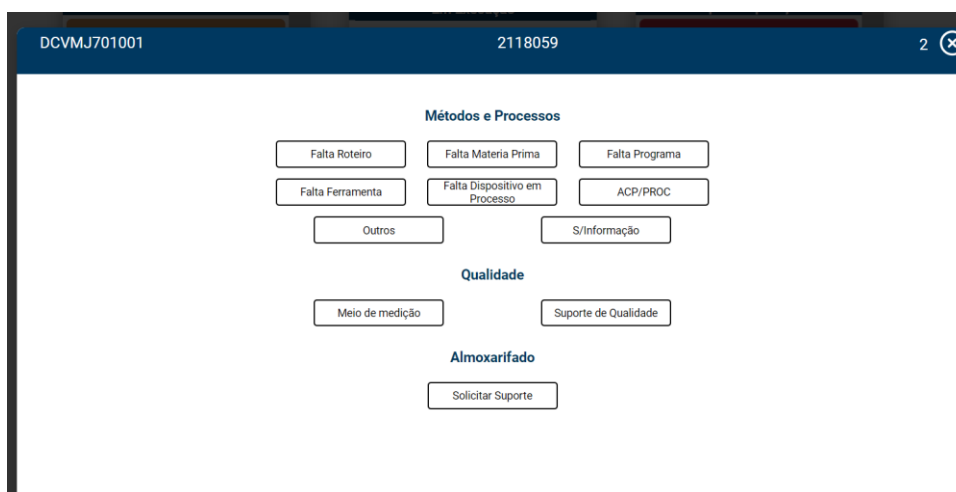 DCVMJ701001 2118059 2
Métodos e Processos
Falta Roteiro Falta Materia Prima Falta Programa
Falta Ferramenta Falta Dispositivo em Processo ACP/PROC
Outros S/Informação
Qualidade
Meio de medição Suporte de Qualidade
Almoxarifado
Solicitar Suporte